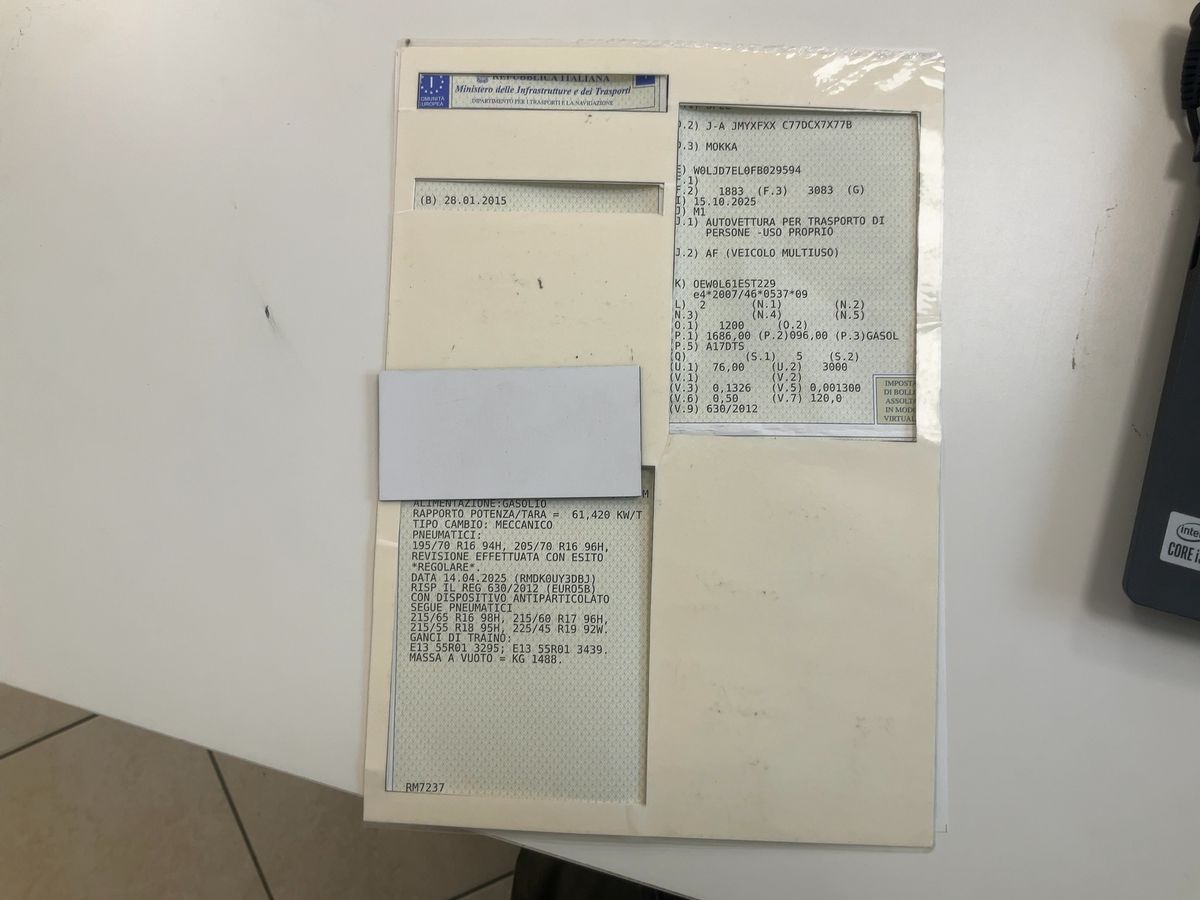 REPUBBLICA ITALIANA
COMUNITÀ
EUROPEA
Ministero delle Infrastrutture e dei Trasporti
DIPARTIMENTO PER I TRASPORTI E LA NAVIGAZIONE
(B) 28.01.2015
ALIMENTAZIONE:GASOLIO
RAPPORTO POTENZA/TARA = 61,420 KW/T
TIPO CAMBIO: MECCANICO
PNEUMATICI:
195/70 R16 94H, 205/70 R16 96H,
REVISIONE EFFETTUATA CON ESITO
*REGOLARE*.
DATA 14.04.2025 (RMDK0UY3DBJ)
RISP IL REG 630/2012 (EURO5B)
CON DISPOSITIVO ANTIPARTICOLATO
SEGUE PNEUMATICI
215/65 R16 98H, 215/60 R17 96H,
215/55 R18 95H, 225/45 R19 92W.
GANCI DI TRAINO:
E13 55R01 3295; E13 55R01 3439.
MASSA A VUOTO = KG 1488.
RM7237
.2) J-A JMYXFXX C77DCX7X77B
.3) MOKKA
E) W0LJD7EL0FB029594
F.1)
F.2) 1883 (F.3) 3083 (G)
I) 15.10.2025
J) M1
J.1) AUTOVETTURA PER TRASPORTO DI
PERSONE -USO PROPRIO
J.2) AF (VEICOLO MULTIUSO)
K) OEW0L61EST229
e4*2007/46*0537*09
L) 2 (N.1) (N.2)
N.3) (N.4) (N.5)
O.1) 1200 (O.2)
(P.1) 1686,00 (P.2)096,00 (P.3)GASOL
(P.5) A17DTS
(Q) (S.1) 5 (S.2)
(U.1) 76,00 (U.2) 3000
(V.1) (V.2)
(V.3) 0,1326 (V.5) 0,001300
(V.6) 0,50 (V.7) 120,0
(V.9) 630/2012
IMPOSTA
DI BOLL
ASSOLTA
IN MODO
VIRTUAL
intel
CORE i